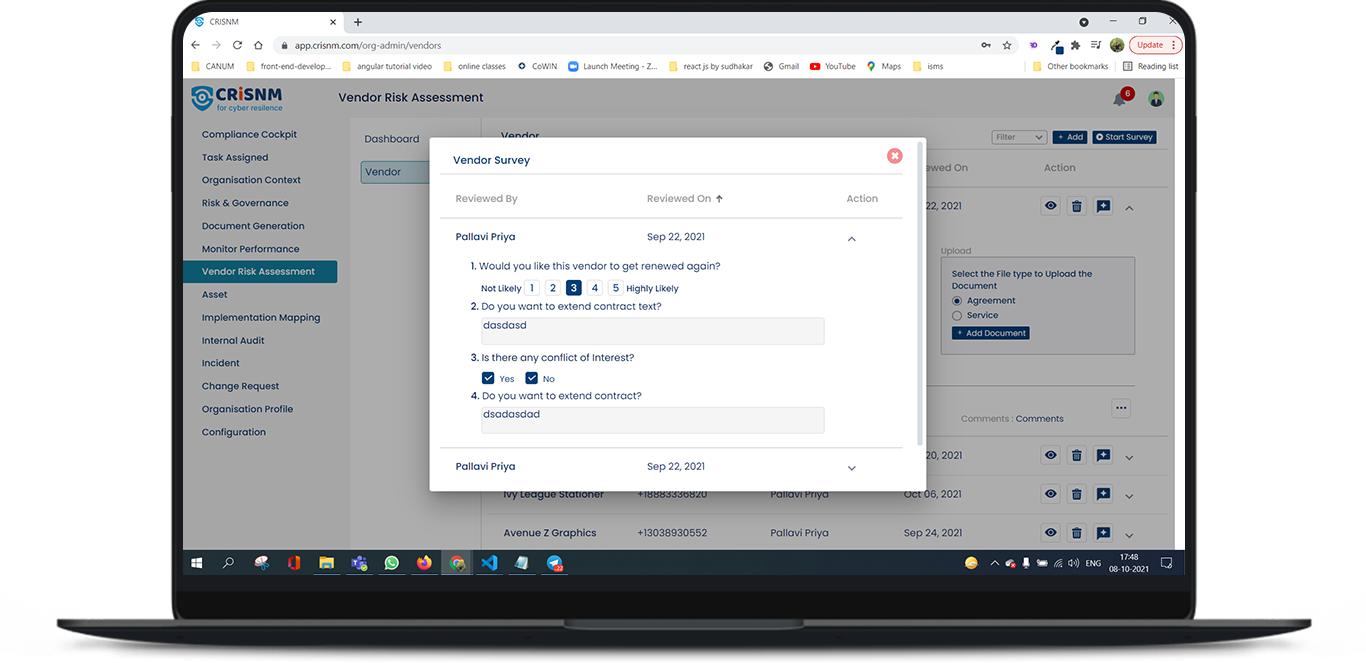 CRISNM
app.crisnm.com/org-admin/vendors
Update
CANUM
front-end-develop...
angular tutorial video
online classes
CoWIN
Launch Meeting - Z...
react js by sudhakar
Gmail
YouTube
Maps
isms
Other bookmarks
Reading list
CRiSNM
for cyber resilence
Vendor Risk Assessment
6
Compliance Cockpit
Task Assigned
Organisation Context
Risk & Governance
Document Generation
Monitor Performance
Vendor Risk Assessment
Asset
Implementation Mapping
Internal Audit
Incident
Change Request
Organisation Profile
Configuration
Dashboard
Vendor
Vendor
Filter
+ Add
Start Survey
Action
22, 2021
Upload
Select the File type to Upload the
Document
Agreement
Service
+ Add Document
Comments : Comments
20, 2021
Vendor Survey
Reviewed By Reviewed On Action
Pallavi Priya Sep 22, 2021
1. Would you like this vendor to get renewed again?
Not Likely 1 2 3 4 5 Highly Likely
2. Do you want to extend contract text?
dasdasd
3. Is there any conflict of Interest?
Yes No
4. Do you want to extend contract?
dsadasdad
Pallavi Priya Sep 22, 2021
Ivy League Stationer +18883336820 Pallavi Priya Oct 06, 2021
Avenue Z Graphics +13038930552 Pallavi Priya Sep 24, 2021
ENG
17:48
08-10-2021